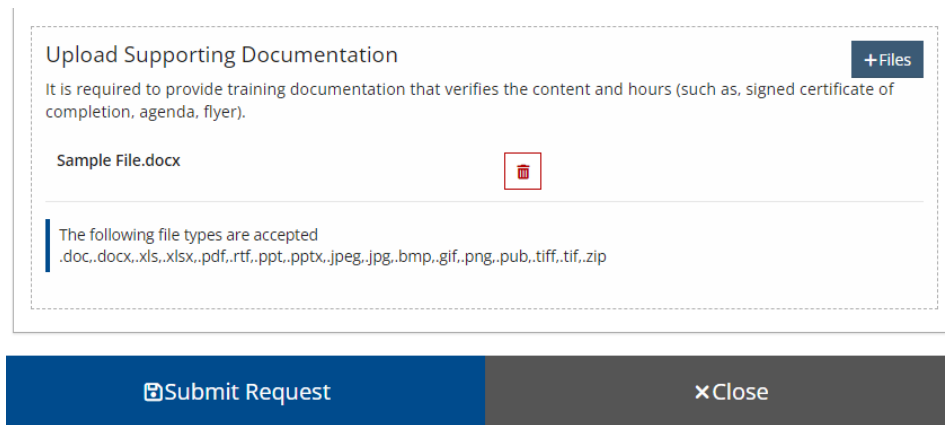 Upload Supporting Documentation
+Files
It is required to provide training documentation that verifies the content and hours (such as, signed certificate of
completion, agenda, flyer).
Sample File.docx
The following file types are accepted
.doc,.docx,.xls,.xlsx,.pdf,.rtf,.ppt,.pptx,.jpeg,.jpg,.bmp,.gif,.png,.pub,.tiff,.tif,.zip
Submit Request
Close